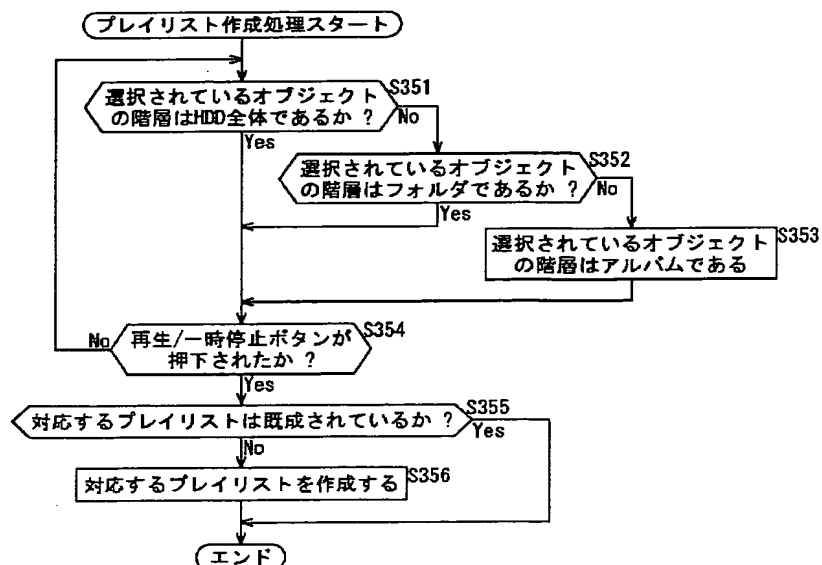 プレイリスト作成処理スタート
S351
選択されているオブジェクト
の階層はHDD全体であるか ?
No
Yes
S352
選択されているオブジェクト
の階層はフォルダであるか ?
No
Yes
S353
選択されているオブジェクト
の階層はアルバムである
S354
再生/一時停止ボタンが
押下されたか ?
No
Yes
S355
対応するプレイリストは既成されているか ?
Yes
No
S356
対応するプレイリストを作成する
エンド